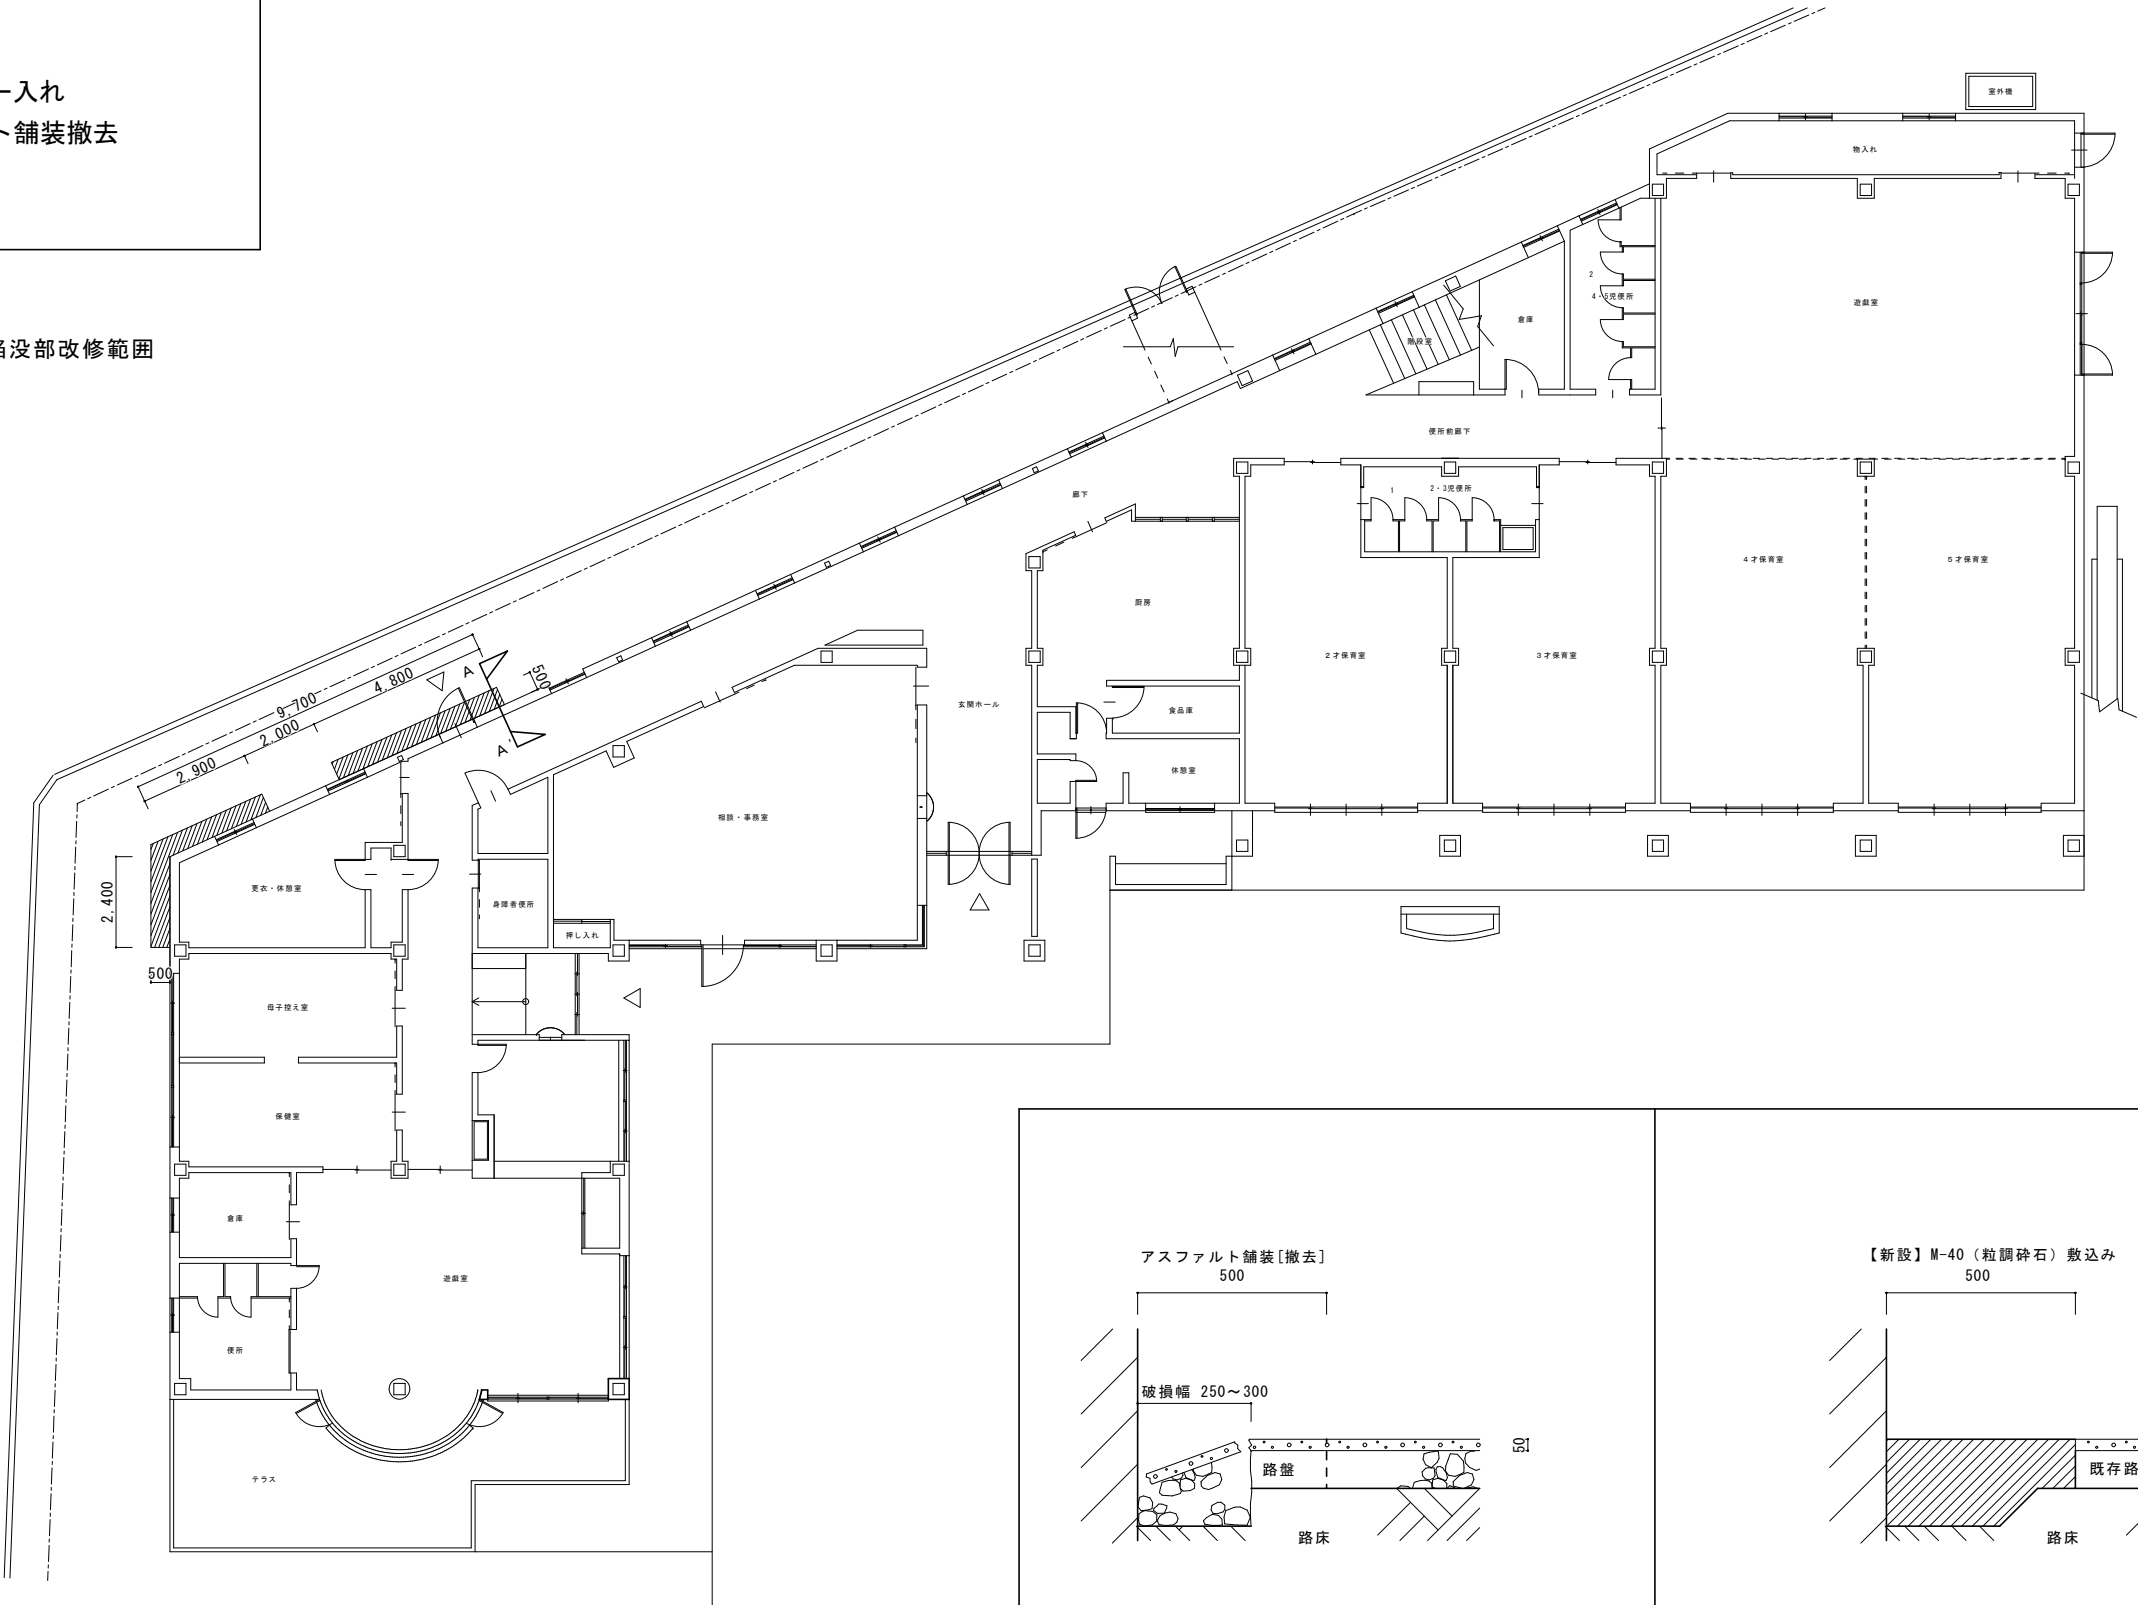 ー入れ
ト舗装撤去
陥没部改修範囲
室外機
物入れ
遊戯室
2
4・5児便所
倉庫
階段室
便所前廊下
廊下
1
2・3児便所
4才保育室
5才保育室
厨房
2才保育室
3才保育室
A
500
4,800
9,700
2,000
2,900
A'
玄関ホール
食品庫
休憩室
相談・事務室
更衣・休憩室
身障者便所
押し入れ
2,400
500
母子控え室
保健室
倉庫
遊戯室
便所
テラス
アスファルト舗装[撤去]
500
破損幅 250～300
路盤
50
路床
【新設】M-40（粒調砕石）敷込み
500
既存路
路床